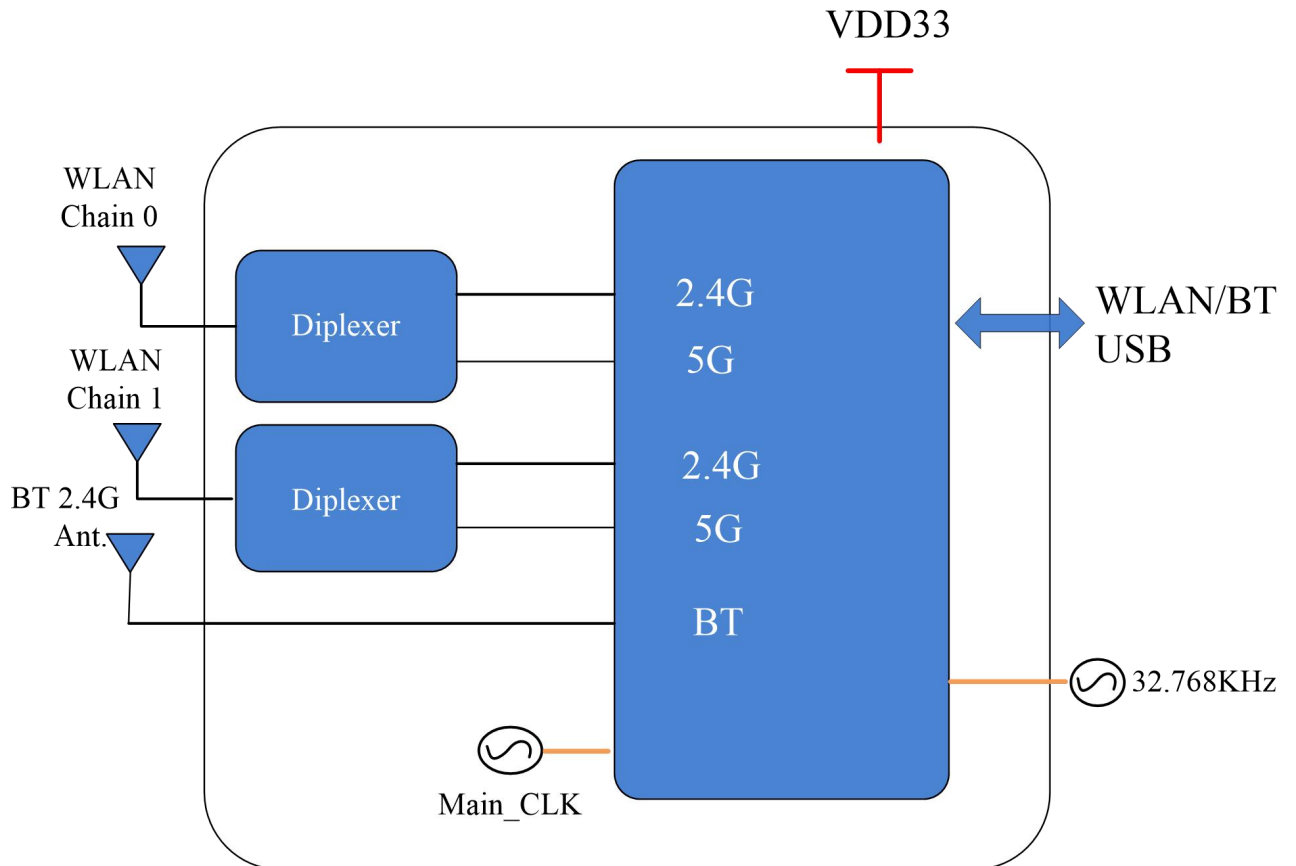 VDD33
WLAN
Chain 0
Diplexer
2.4G
5G
WLAN/BT
USB
WLAN
Chain 1
Diplexer
2.4G
5G
BT 2.4G
Ant.
BT
32.768KHz
Main_CLK